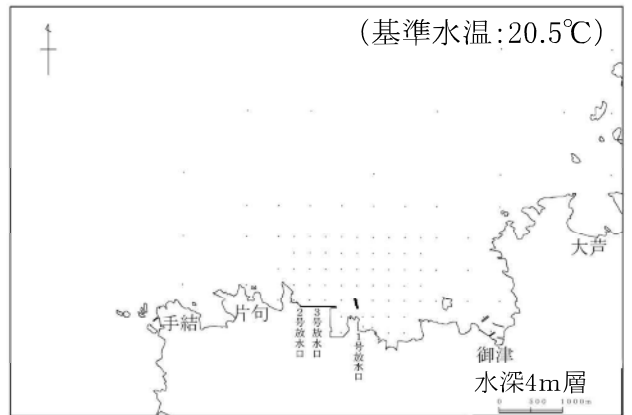 (基準水温:20.5℃)
大芦
手結
片句
2号放水口
3号放水口
1号放水口
御津
水深4m層
0 500 1000m